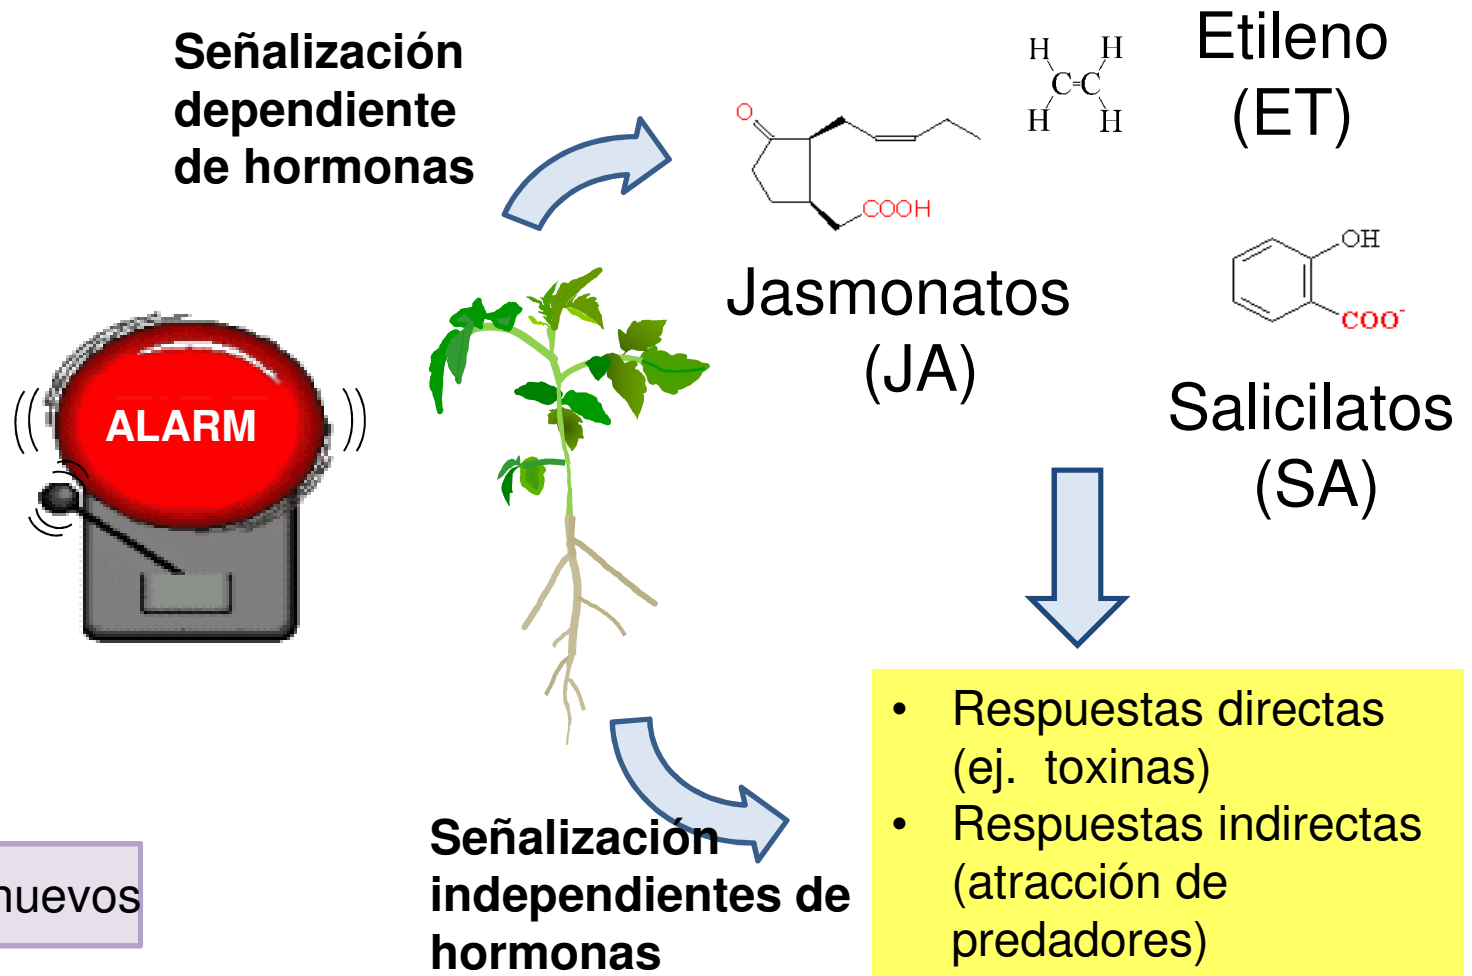 Señalización
dependiente
de hormonas
H H
C=C
H H
Etileno
(ET)
O
COOH
OH
COO-
Jasmonatos
(JA)
Salicilatos
(SA)
ALARM
Señalización
independientes de
hormonas
• Respuestas directas
(ej. toxinas)
• Respuestas indirectas
(atracción de
predadores)